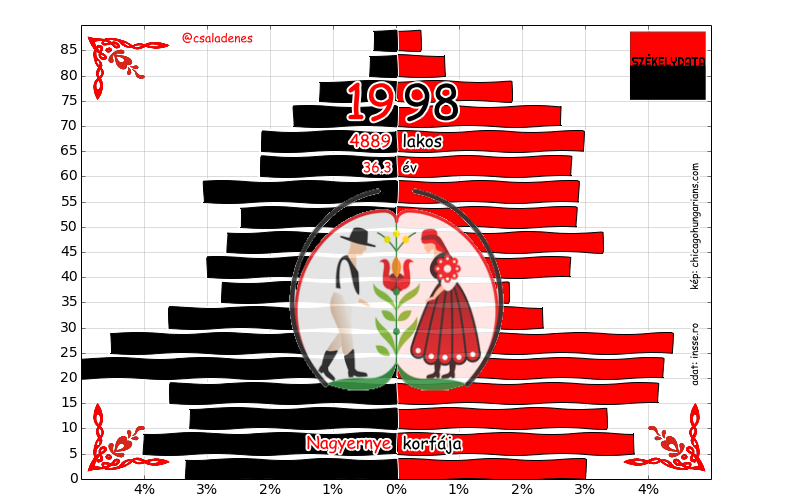 @csaladenes
SZÉKELYDATA
1998
4889 lakos
36.3 év
kép: chicagohungarians.com
adat: insse.ro
Nagyernye korfája
85
80
75
70
65
60
55
50
45
40
35
30
25
20
15
10
5
0
4% 3% 2% 1% 0% 1% 2% 3% 4%